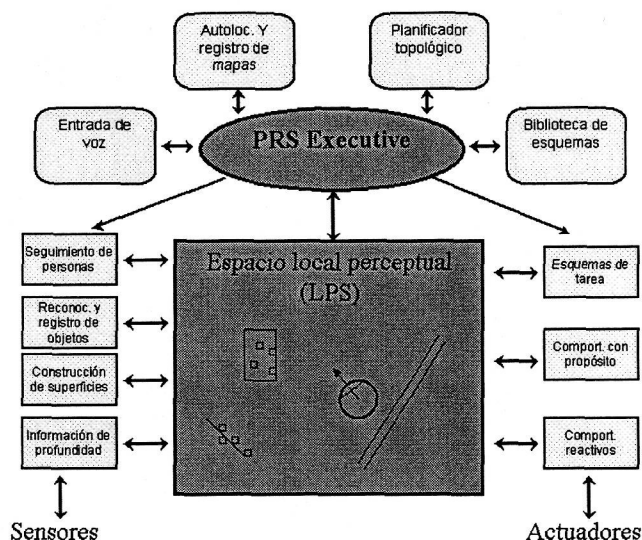 Autoloc. Y
registro de
mapas
Planificador
topológico
Entrada de
voz
PRS Executive
Biblioteca de
esquemas
Seguimiento de
personas
Espacio local perceptual
(LPS)
Esquemas de
tarea
Reconoc. y
registro de
objetos
Construcción
de superficies
Comport. con
propósito
Información de
profundidad
Comport.
reactivos
Sensores
Actuadores